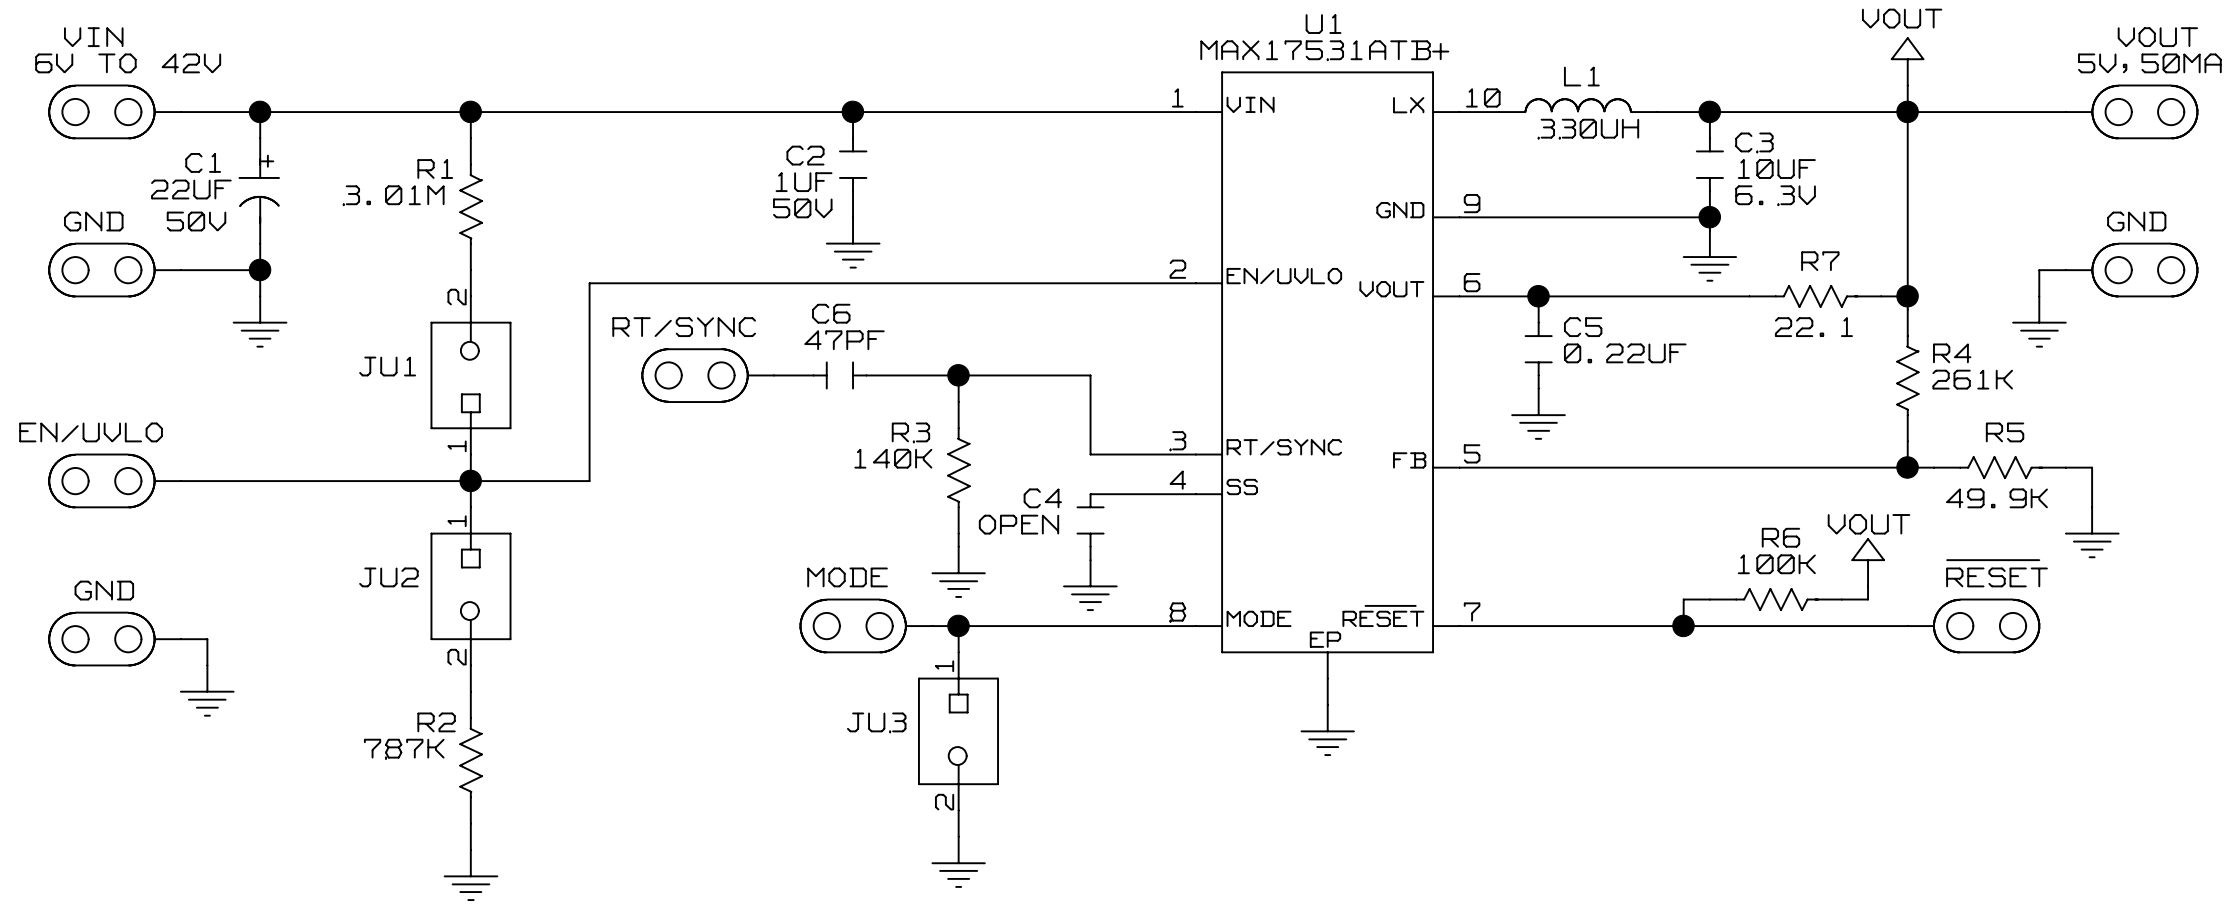 U1
MAX17531ATB+
VIN
6V TO 42V
VOUT
VOUT
5V, 50MA
1
VIN
LX
10
L1
330UH
C1
+
22UF
50V
R1
3.01M
C2
1UF
50V
C3
10UF
6.3V
GND
GND
9
GND
2
EN/UVLO
VOUT
6
R7
22.1
2
JU1
1
RT/SYNC
C6
47PF
C5
0.22UF
R4
261K
EN/UVLO
R3
140K
3
RT/SYNC
FB
5
R5
49.9K
4
SS
C4
OPEN
1
JU2
2
VOUT
R6
100K
RESET
GND
MODE
8
MODE
RESET
7
EP
1
JU3
2
R2
787K